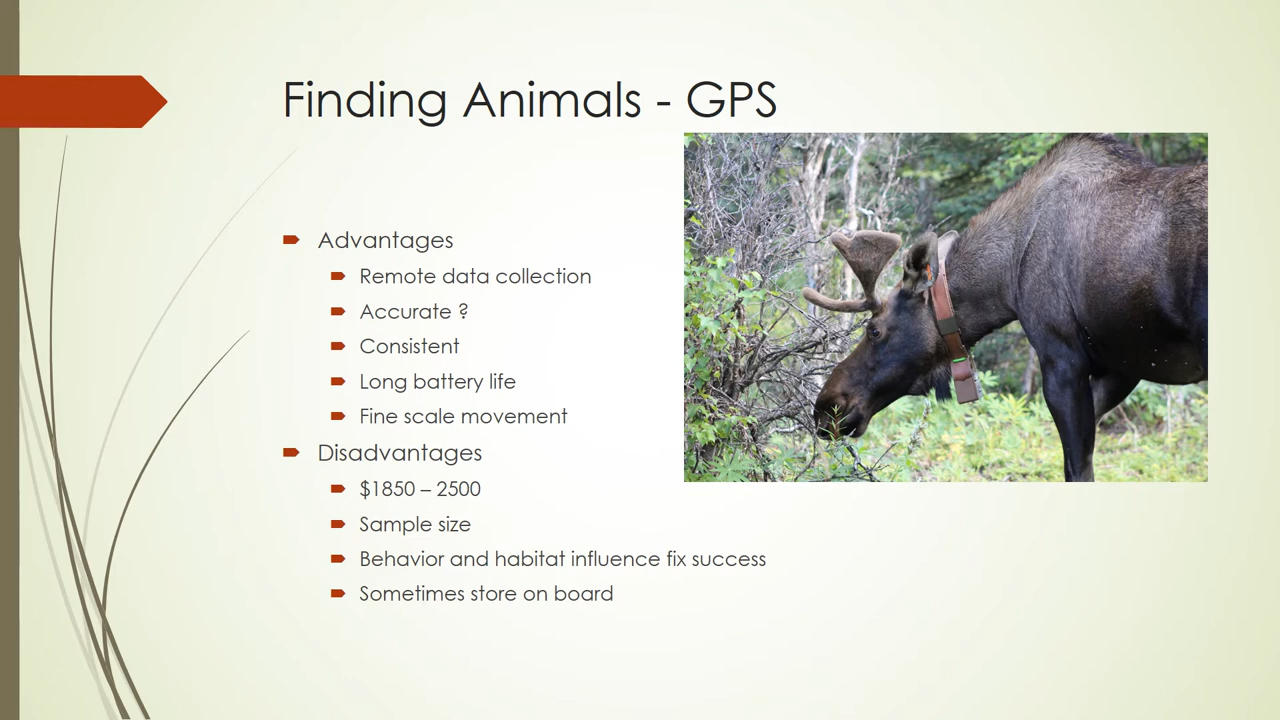 Finding Animals - GPS
Advantages
Remote data collection
Accurate ?
Consistent
Long battery life
Fine scale movement
Disadvantages
$1850 – 2500
Sample size
Behavior and habitat influence fix success
Sometimes store on board